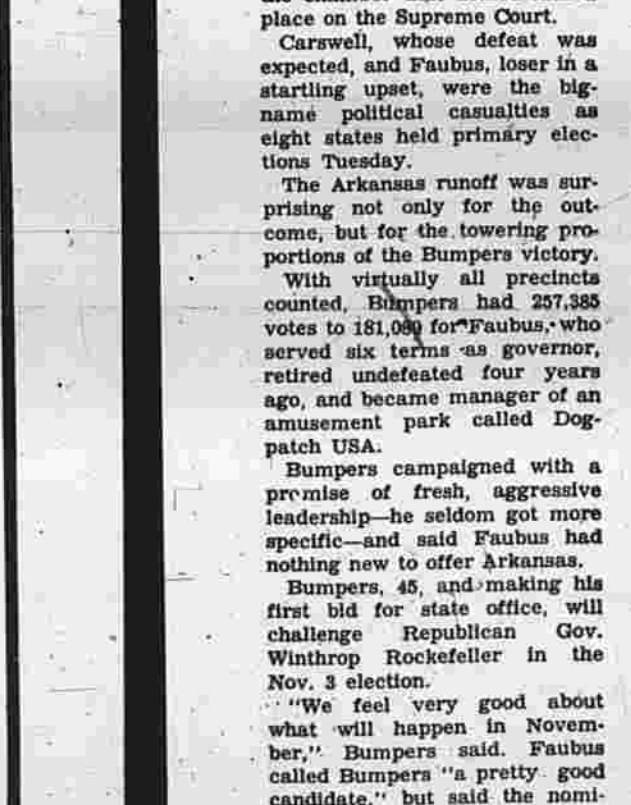 place on the Supreme Court.
Carswell, whose defeat was
expected, and Faubus, loser in a
startling upset, were the big-
name political casualties as
eight states held primary elec-
tions Tuesday.
The Arkansas runoff was sur-
prising not only for the out-
come, but for the towering pro-
portions of the Bumpers victory.
With virtually all precincts
counted, Bumpers had 257,385
votes to for Faubus, who
served six terms as governor,
retired undefeated four years
ago, and became manager of an
amusement park called Dog-
patch USA.
Bumpers campaigned with a
promise of fresh, aggressive
leadership—he seldom got more
specific—and said Faubus had
nothing new to offer Arkansas.
Bumpers, 45, and making his
first bid for state office, will
challenge Republican Gov.
Winthrop Rockefeller in the
Nov. 3 election.
"We feel very good about
what will happen in Novem-
ber," Bumpers said. Faubus
called Bumpers "a pretty good
candidate," but said the nomi-